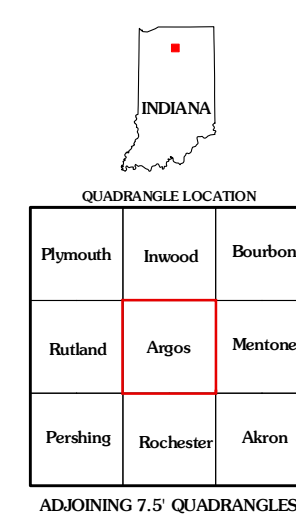 INDIANA
QUADRANGLE LOCATION
Plymouth Inwood Bourbon
Rutland Argos Mentone
Pershing Rochester Akron
ADJOINING 7.5' QUADRANGLES